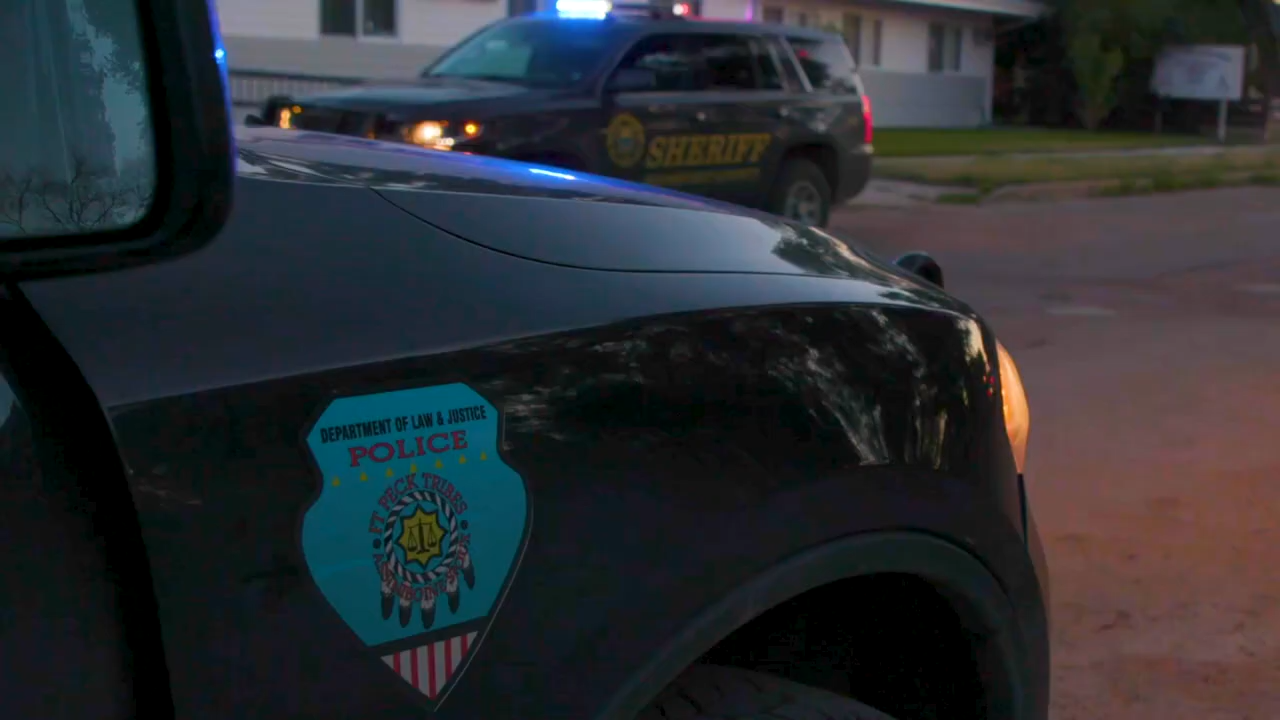 SHERIFF
DEPARTMENT OF LAW & JUSTICE
POLICE
FT PECK TRIBES